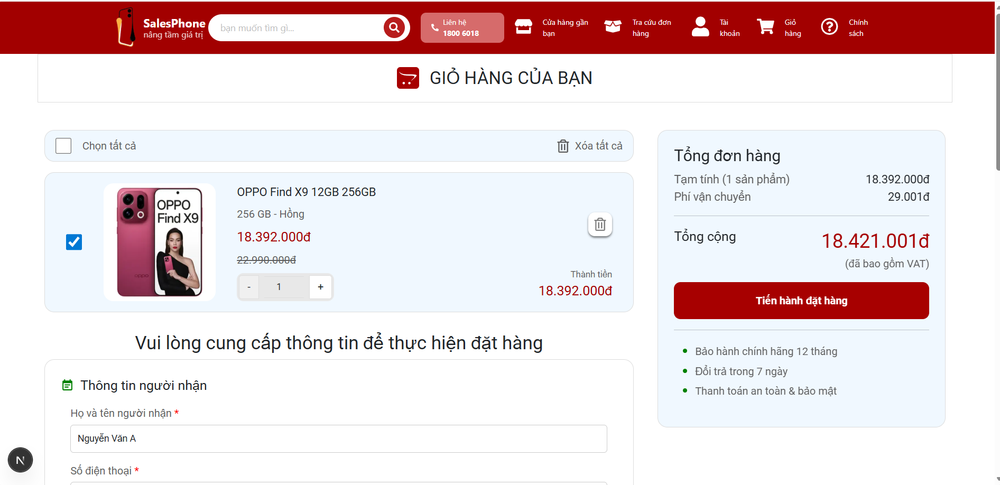 SalesPhone
nâng tầm giá trị
bạn muốn tìm gì...
Liên hệ
1800 6018
Cửa hàng gần
bạn
Tra cứu đơn
hàng
Tài
khoản
Giỏ
hàng
Chính
sách
GIỎ HÀNG CỦA BẠN
Chọn tất cả
Xóa tất cả
OPPO
Find X9
oppo
OPPO Find X9 12GB 256GB
256 GB - Hồng
18.392.000đ
22.990.000đ
- 1 +
Thành tiền
18.392.000đ
Tổng đơn hàng
Tạm tính (1 sản phẩm) 18.392.000đ
Phí vận chuyển 29.001đ
Tổng cộng 18.421.001đ
(đã bao gồm VAT)
Tiến hành đặt hàng
Bảo hành chính hãng 12 tháng
Đổi trả trong 7 ngày
Thanh toán an toàn & bảo mật
Vui lòng cung cấp thông tin để thực hiện đặt hàng
Thông tin người nhận
Họ và tên người nhận *
Nguyễn Văn A
Số điện thoại *
N